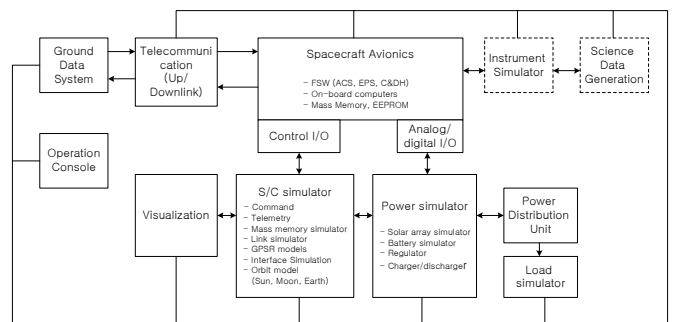 Ground
Data
System
Telecommuni
cation
(Up/
Downlink)
Spacecraft Avionics
- FSW (ACS, EPS, C&DH)
- On-board computers
- Mass Memory, EEPROM
Instrument
Simulator
Science
Data
Generation
Control I/O
Analog/
digital I/O
Operation
Console
Visualization
S/C simulator
- Command
- Telemetry
- Mass memory simulator
- Link simulator
- GPSR models
- Interface Simulation
- Orbit model
(Sun, Moon, Earth)
Power simulator
- Solar array simulator
- Battery simulator
- Regulator
- Charger/discharger
Power
Distribution
Unit
Load
simulator